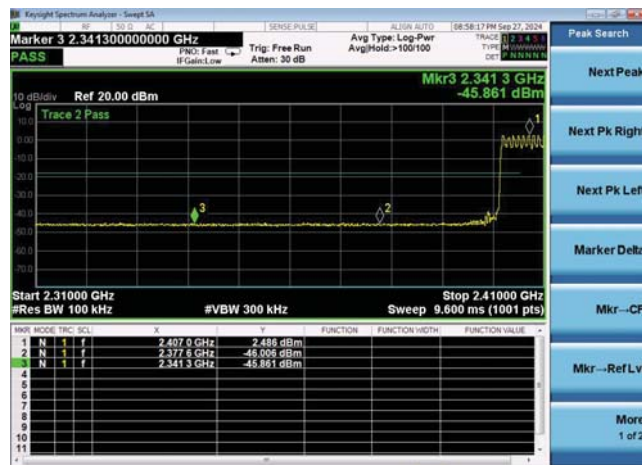 Keysight Spectrum Analyzer - Swept SA
RF 50 Ω AC SENSE:PULSE ALIGN AUTO 08:58:17 PM Sep 27, 2024
Marker 3 2.341300000000 GHz
PNO: Fast
IFGain:Low
Trig: Free Run
Atten: 30 dB
Avg Type: Log-Pwr
Avg|Hold:>100/100
TRACE 1 2 3 4 5 6
TYPE M
DET P N N N N N
PASS
Mkr3 2.341 3 GHz
-45.861 dBm
10 dB/div Ref 20.00 dBm
Log
Trace 2 Pass
10.0
0.00
-10.0
-20.0
-30.0
-40.0
-50.0
-60.0
-70.0
1
2
3
Start 2.31000 GHz Stop 2.41000 GHz
#Res BW 100 kHz #VBW 300 kHz Sweep 9.600 ms (1001 pts)
MKR MODE TRC SCL X Y FUNCTION FUNCTION WIDTH FUNCTION VALUE
1 N 1 f 2.407 0 GHz 2.486 dBm
2 N 1 f 2.377 6 GHz -46.006 dBm
3 N 1 f 2.341 3 GHz -45.861 dBm
4
5
6
7
8
9
10
11
Peak Search
Next Peak
Next Pk Right
Next Pk Left
Marker Delta
Mkr→CF
Mkr→Ref Lv
More
1 of 2